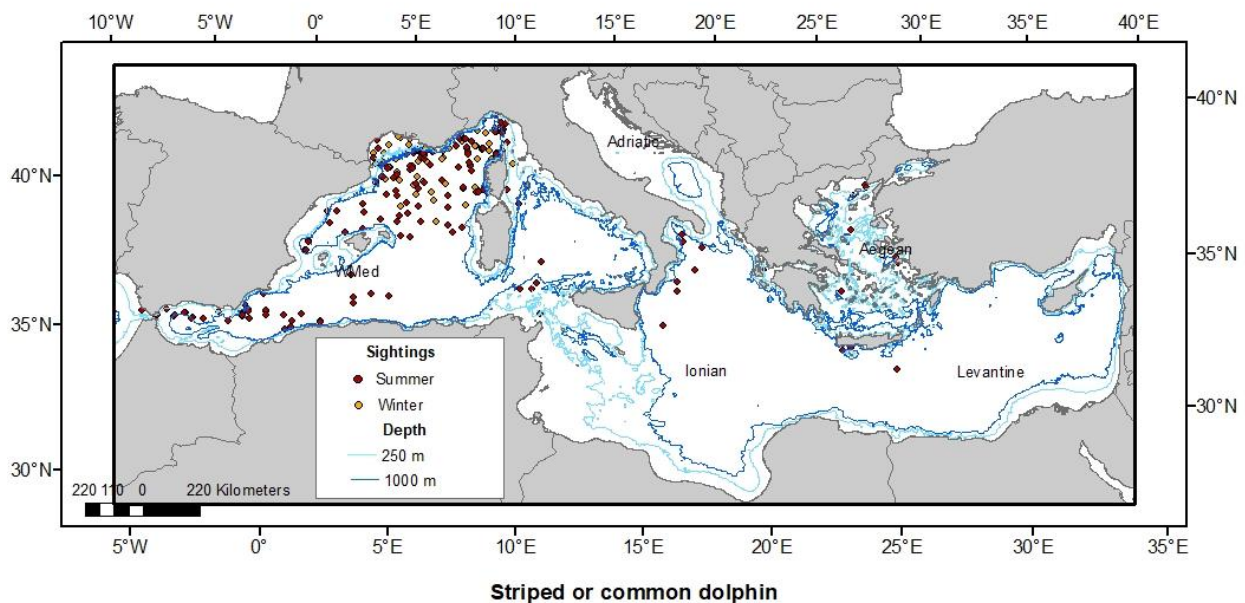 10°W 5°W 0° 5°E 10°E 15°E 20°E 25°E 30°E 35°E 40°E
40°N
Adriatic
40°N
Aegean
35°N
WMed
35°N
Ionian
Levantine
Sightings
Summer
Winter
Depth
250 m
1000 m
30°N
30°N
220 110 0 220 Kilometers
5°W 0° 5°E 10°E 15°E 20°E 25°E 30°E 35°E
Striped or common dolphin